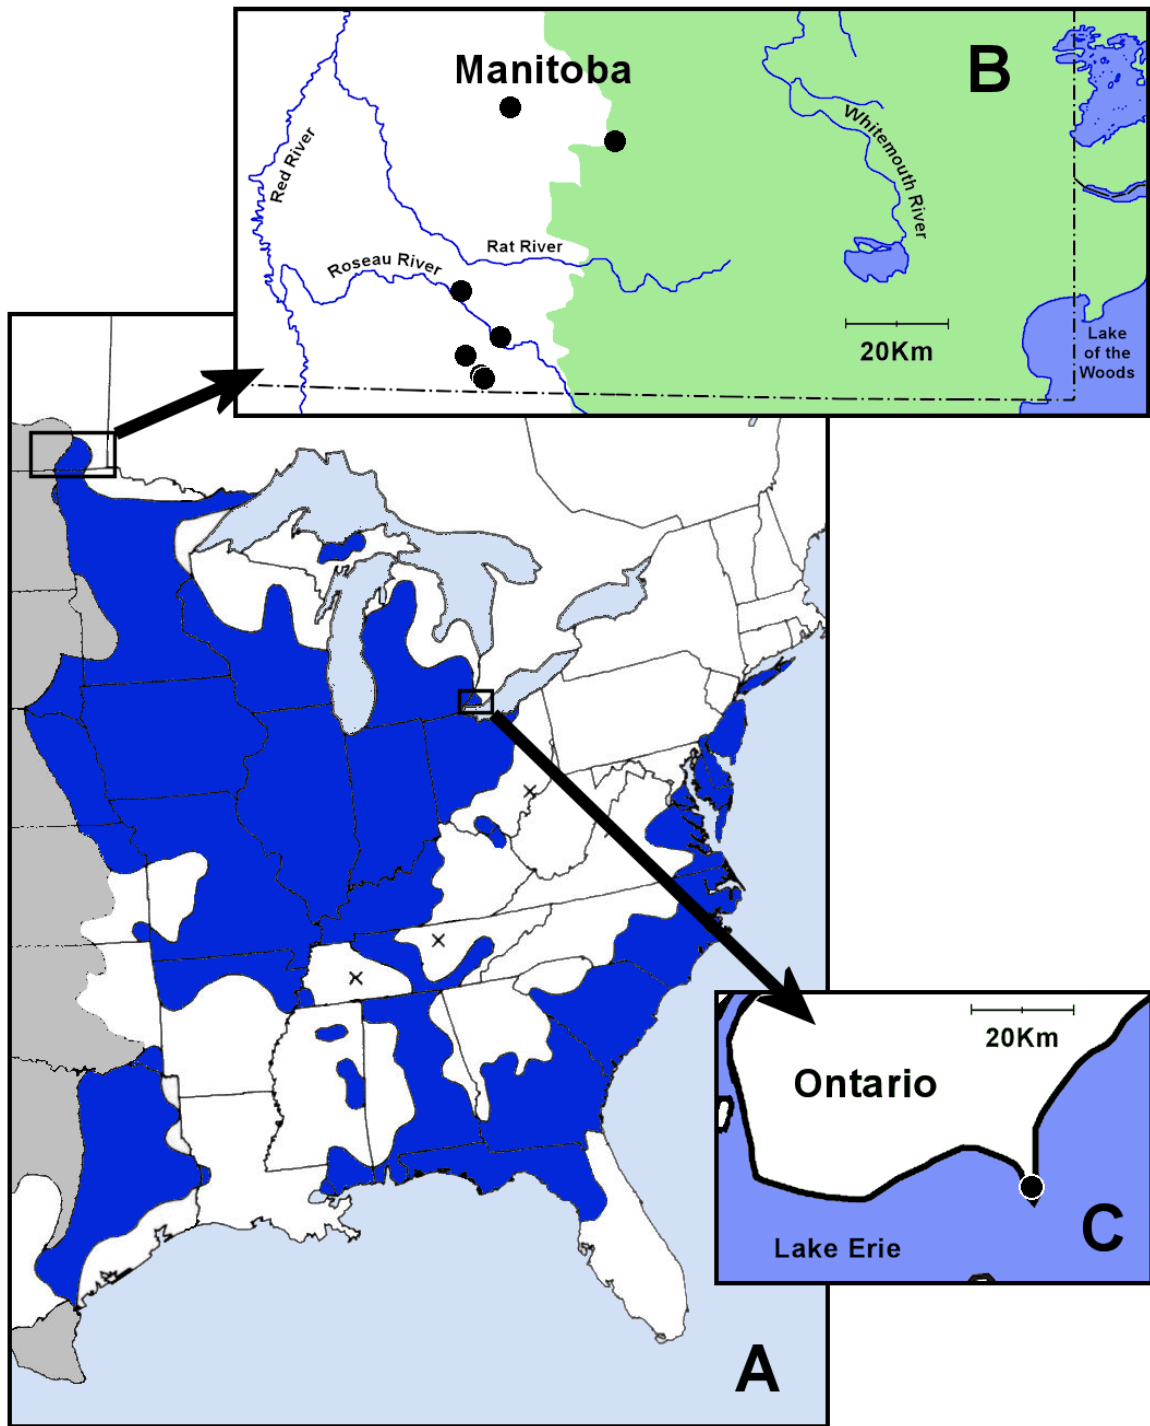 Manitoba
B
Red River
Whitemouth River
Rat River
Roseau River
20Km
Lake
of the
Woods
20Km
Ontario
C
Lake Erie
A